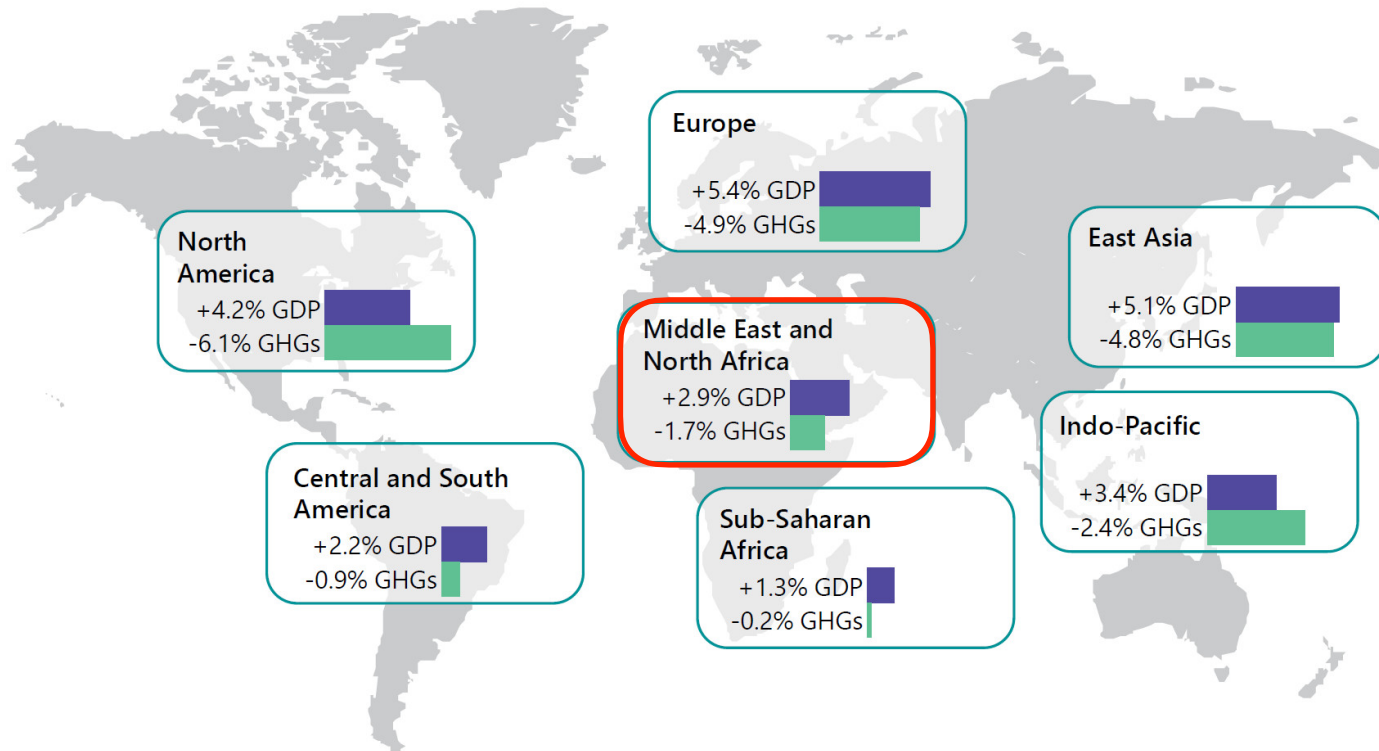 Europe
+5.4% GDP
-4.9% GHGs
North
America
+4.2% GDP
-6.1% GHGs
East Asia
+5.1% GDP
-4.8% GHGs
Middle East and
North Africa
+2.9% GDP
-1.7% GHGs
Indo-Pacific
+3.4% GDP
-2.4% GHGs
Central and South
America
+2.2% GDP
-0.9% GHGs
Sub-Saharan
Africa
+1.3% GDP
-0.2% GHGs